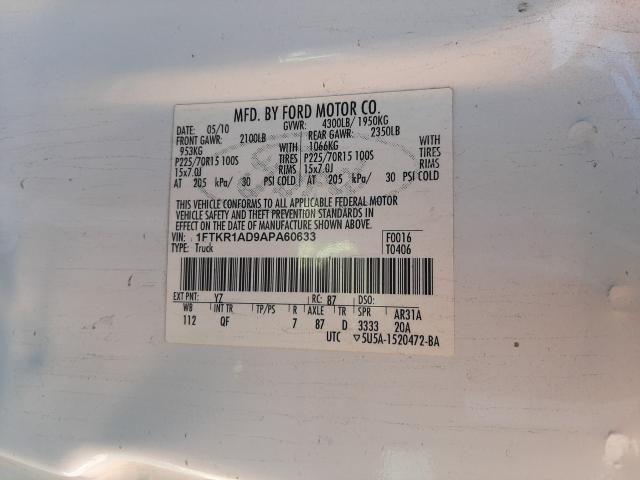 MFD. BY FORD MOTOR CO.
DATE: 05/10 GVWR: 4300LB/ 1950KG
FRONT GAWR: 2100LB REAR GAWR: 2350LB
953KG WITH 1066KG WITH
P225/70R15 100S TIRES P225/70R15 100S TIRES
15x7.0J RIMS 15x7.0J RIMS
AT 205 kPa/ 30 PSI COLD AT 205 kPa/ 30 PSI COLD
THIS VEHICLE CONFORMS TO ALL APPLICABLE FEDERAL MOTOR
VEHICLE SAFETY AND THEFT PREVENTION STANDARDS IN
EFFECT ON THE DATE OF MANUFACTURE SHOWN ABOVE.
VIN: 1FTKR1AD9APA60633 F0016
TYPE: Truck T0406
EXT PNT: YZ RC: 87 DSO:
WB INT TR TP/PS R AXLE TR SPR AR31A
112 QF 7 87 D 3333 20A
UTC ▽5U5A-1520472-BA